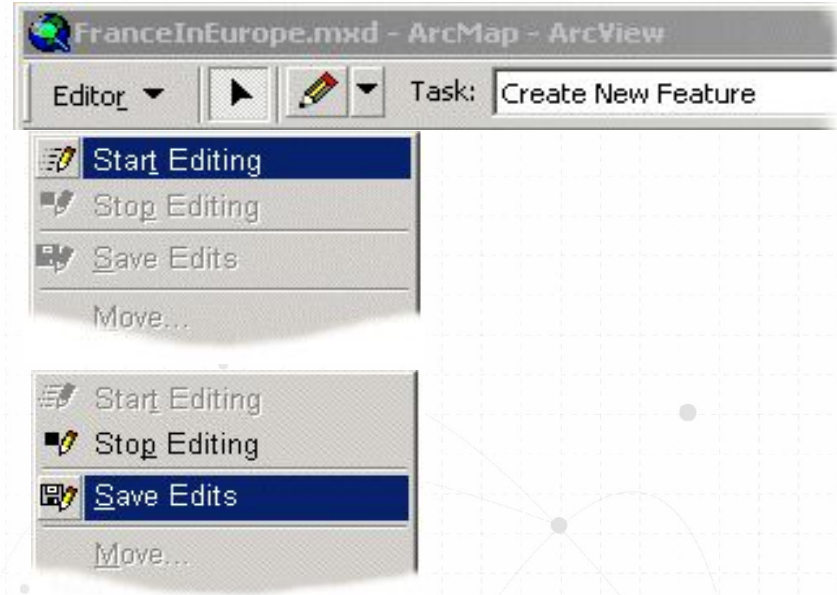 FranceInEurope.mxd - ArcMap - ArcView
Editor Task: Create New Feature
Start Editing
Stop Editing
Save Edits
Move...
Start Editing
Stop Editing
Save Edits
Move...